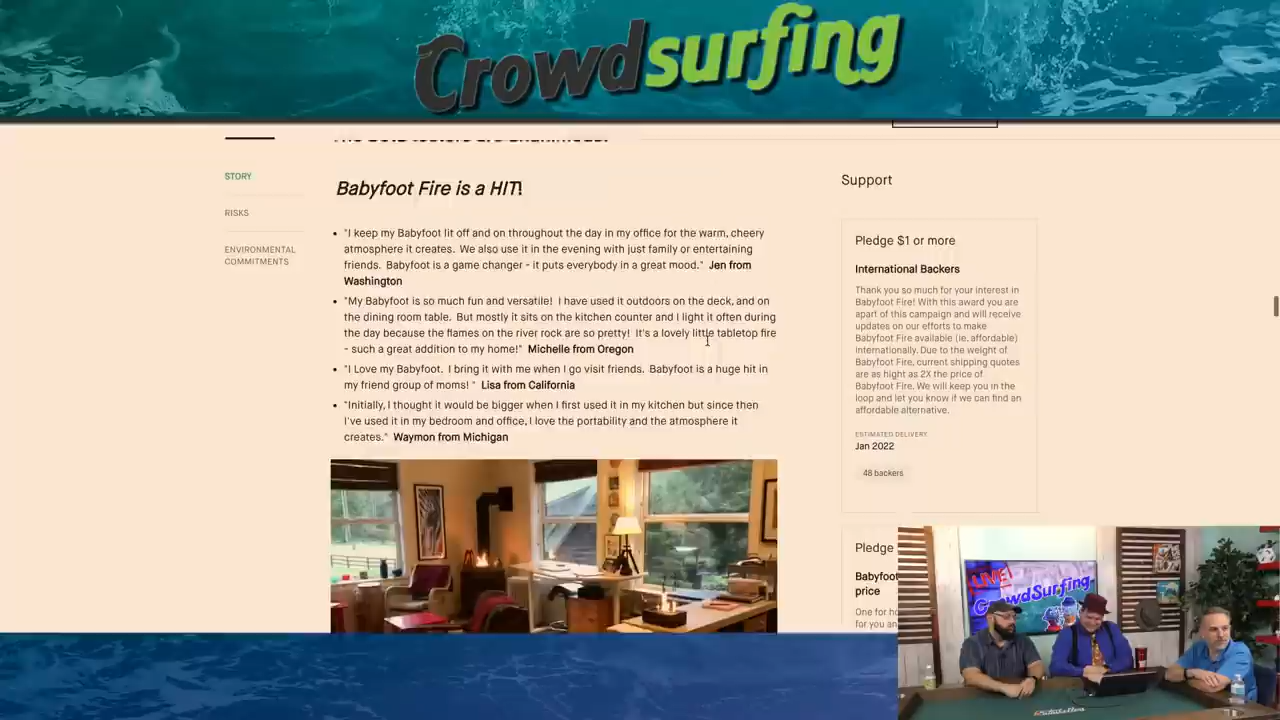 Crowdsurfing
STORY
RISKS
ENVIRONMENTAL
COMMITMENTS
Babyfoot Fire is a HIT!
"I keep my Babyfoot lit off and on throughout the day in my office for the warm, cheery
atmosphere it creates. We also use it in the evening with just family or entertaining
friends. Babyfoot is a game changer - it puts everybody in a great mood." Jen from
Washington
"My Babyfoot is so much fun and versatile! I have used it outdoors on the deck, and on
the dining room table. But mostly it sits on the kitchen counter and I light it often during
the day because the flames on the river rock are so pretty! It's a lovely little tabletop fire
- such a great addition to my home!" Michelle from Oregon
"I Love my Babyfoot. I bring it with me when I go visit friends. Babyfoot is a huge hit in
my friend group of moms! " Lisa from California
"Initially, I thought it would be bigger when I first used it in my kitchen but since then
I've used it in my bedroom and office, I love the portability and the atmosphere it
creates." Waymon from Michigan
Support
Pledge $1 or more
International Backers
Thank you so much for your interest in
Babyfoot Fire! With this award you are
apart of this campaign and will receive
updates on our efforts to make
Babyfoot Fire available (ie. affordable)
internationally. Due to the weight of
Babyfoot Fire, current shipping quotes
are as hight as 2X the price of
Babyfoot Fire. We will keep you in the
loop and let you know if we can find an
affordable alternative.
ESTIMATED DELIVERY
Jan 2022
48 backers
Pledge
Babyfoot
price
One for ho
for you an
LIVE!
CrowdSurfing